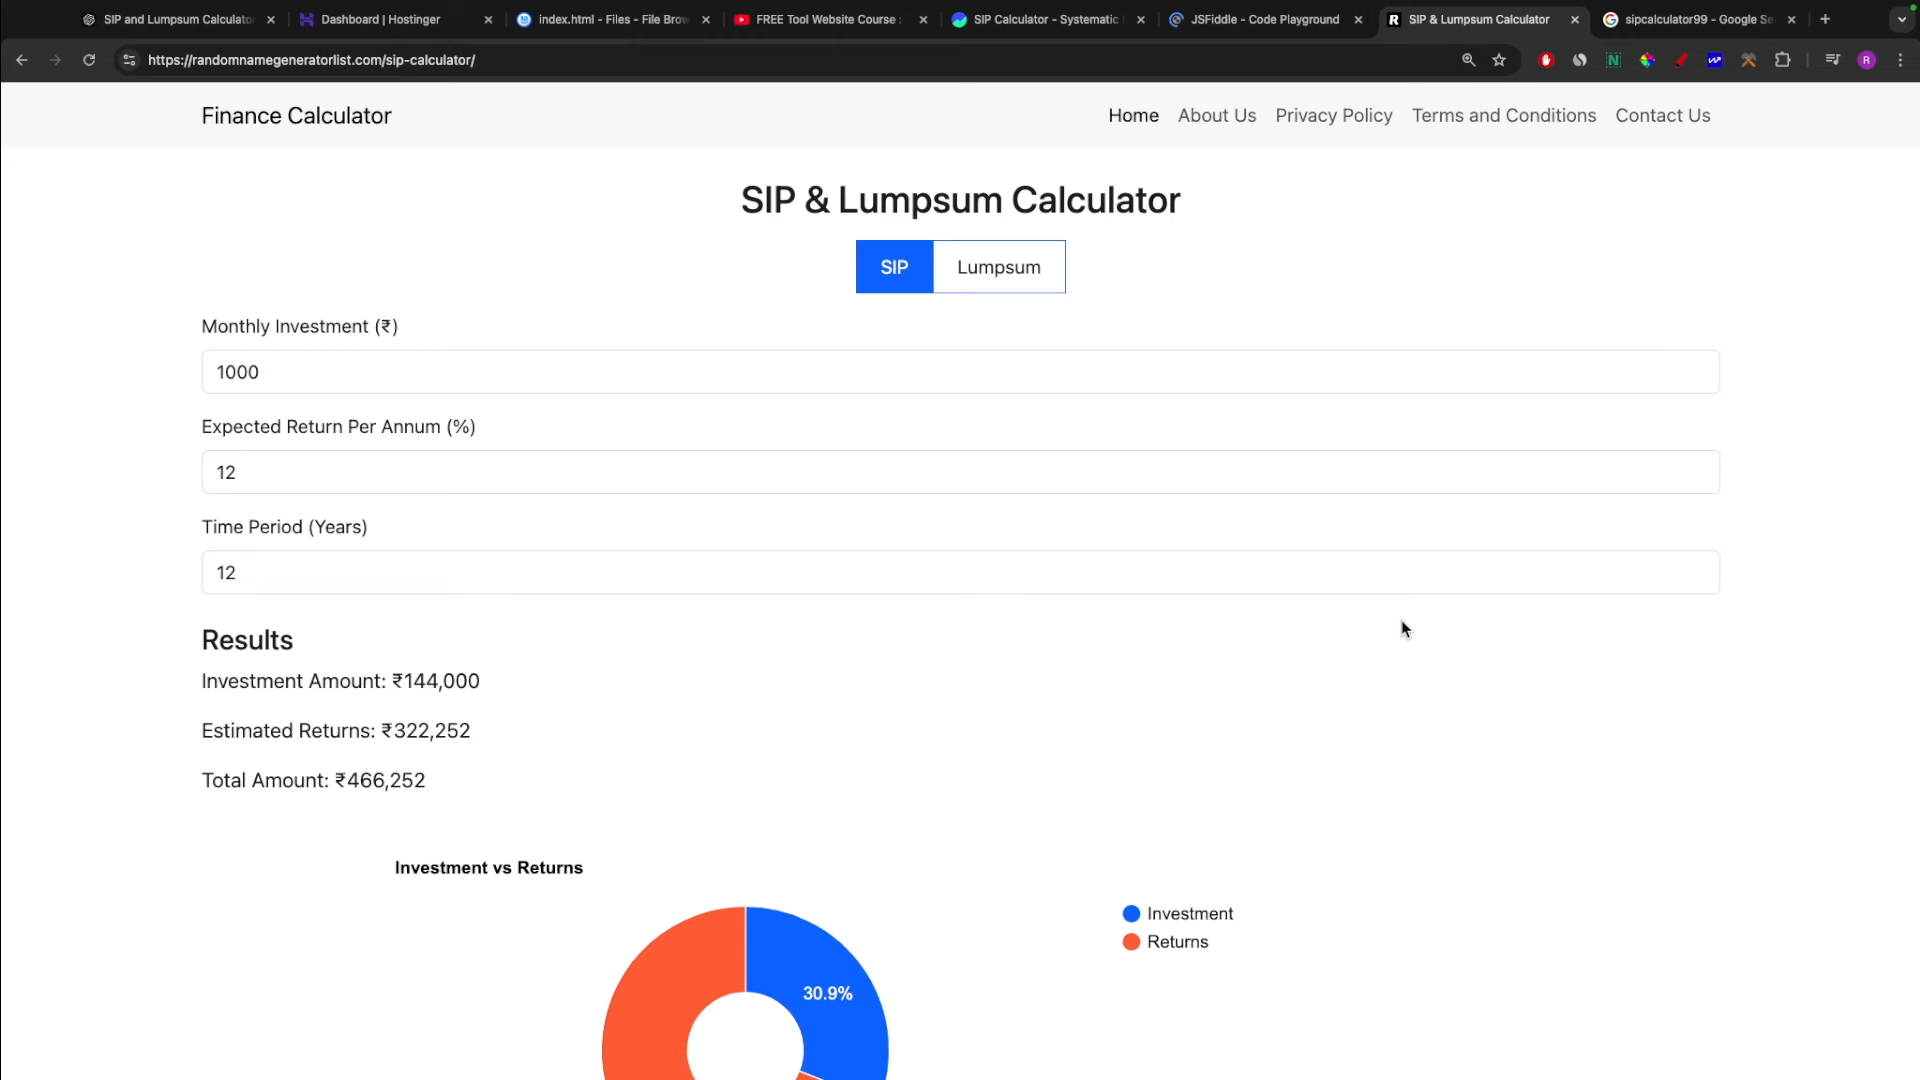 SIP and Lumpsum Calculato
Dashboard | Hostinger
index.html - Files - File Brow
FREE Tool Website Course :
SIP Calculator - Systematic
JSFiddle - Code Playground
SIP & Lumpsum Calculator
sipcalculator99 - Google Se
https://randomnamegeneratorlist.com/sip-calculator/
Finance Calculator
Home
About Us
Privacy Policy
Terms and Conditions
Contact Us
SIP & Lumpsum Calculator
SIP
Lumpsum
Monthly Investment (₹)
1000
Expected Return Per Annum (%)
12
Time Period (Years)
12
Results
Investment Amount: ₹144,000
Estimated Returns: ₹322,252
Total Amount: ₹466,252
Investment vs Returns
Investment
Returns
30.9%